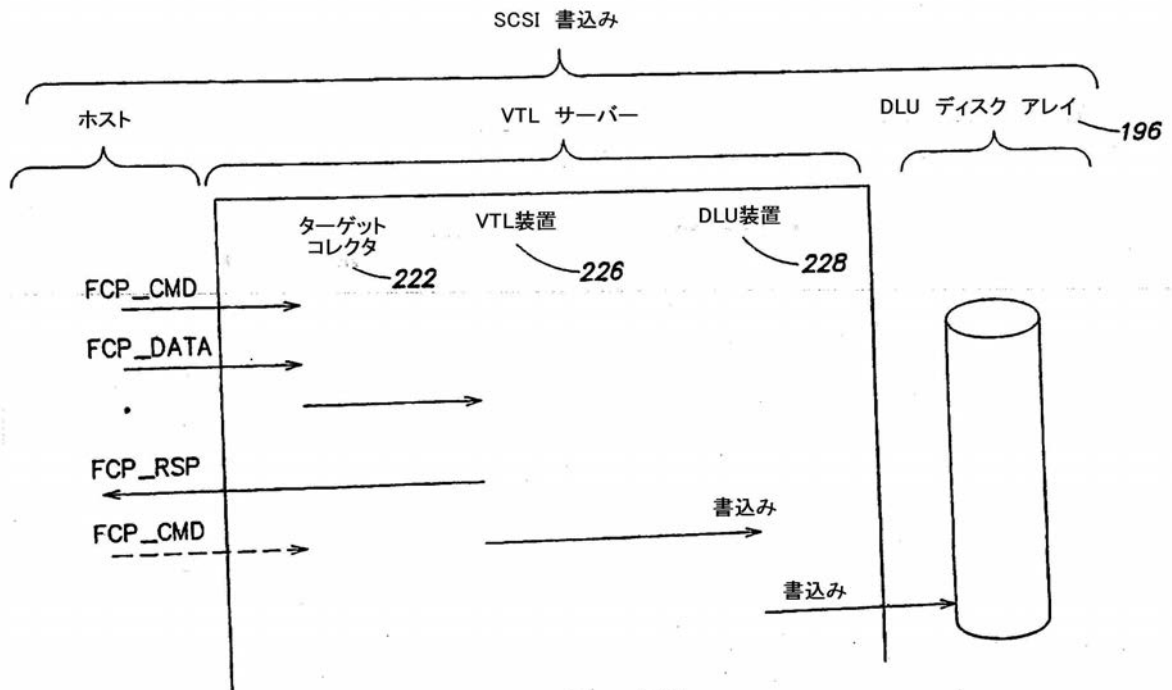 SCSI 書込み
ホスト
VTL サーバー
DLU ディスク アレイ
196
ターゲット
コレクタ
222
VTL装置
226
DLU装置
228
FCP_CMD
FCP_DATA
FCP_RSP
書込み
FCP_CMD
書込み